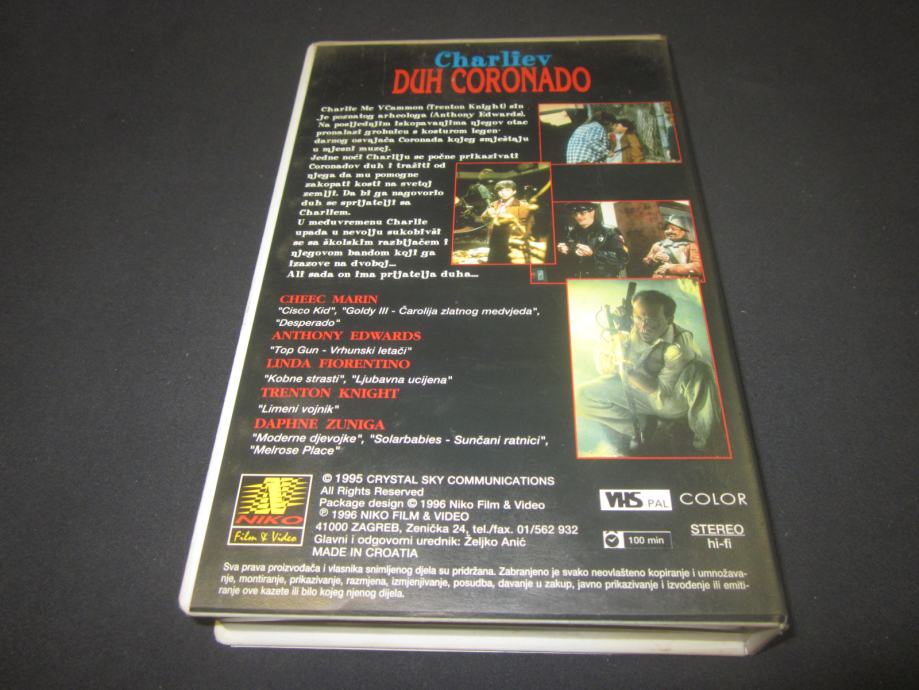 Charliev
DUH CORONADO
Charlie Mc VCammon (Trenton Knight) sin
je poznatog arheologa (Anthony Edwards).
Na posljednjim iskopavanjima njegov otac
pronalazi grobnicu s kosturom legen-
darnog osvajača Coronada kojeg smještaju
u mjesni muzej.
Jedne noći Charliju se počne prikazivati
Coronadov duh i tražiti od
njega da mu pomogne
zakopati kosti na svetoj
zemlji. Da bi ga nagovorio
duh se sprijatelji sa
Charliem.
U međuvremenu Charlie
upada u nevolju sukobivši
se sa školskim razbijačem i
njegovom bandom koji ga
izazove na dvoboj...
Ali sada on ima prijatelja duha...
CHEEC MARIN
"Cisco Kid", "Goldy III - Čarolija zlatnog medvjeda",
"Desperado"
ANTHONY EDWARDS
"Top Gun - Vrhunski letači"
LINDA FIORENTINO
"Kobne strasti", "Ljubavna ucijena"
TRENTON KNIGHT
"Limeni vojnik"
DAPHNE ZUNIGA
"Moderne djevojke", "Solarbabies - Sunčani ratnici",
"Melrose Place"
NIKO
Film & Video
© 1995 CRYSTAL SKY COMMUNICATIONS
All Rights Reserved
Package design © 1996 Niko Film & Video
℗ 1996 NIKO FILM & VIDEO
41000 ZAGREB, Zenička 24, tel./fax. 01/562 932
Glavni i odgovorni urednik: Željko Anić
MADE IN CROATIA
VHS PAL COLOR
100 min
STEREO
hi-fi
Sva prava proizvođača i vlasnika snimljenog djela su pridržana. Zabranjeno je svako neovlašteno kopiranje i umnožava-
nje, montiranje, prikazivanje, razmjena, izmjenjivanje, posudba, davanje u zakup, javno prikazivanje i izvođenje ili emiti-
ranje ove kazete ili bilo kojeg njenog dijela.